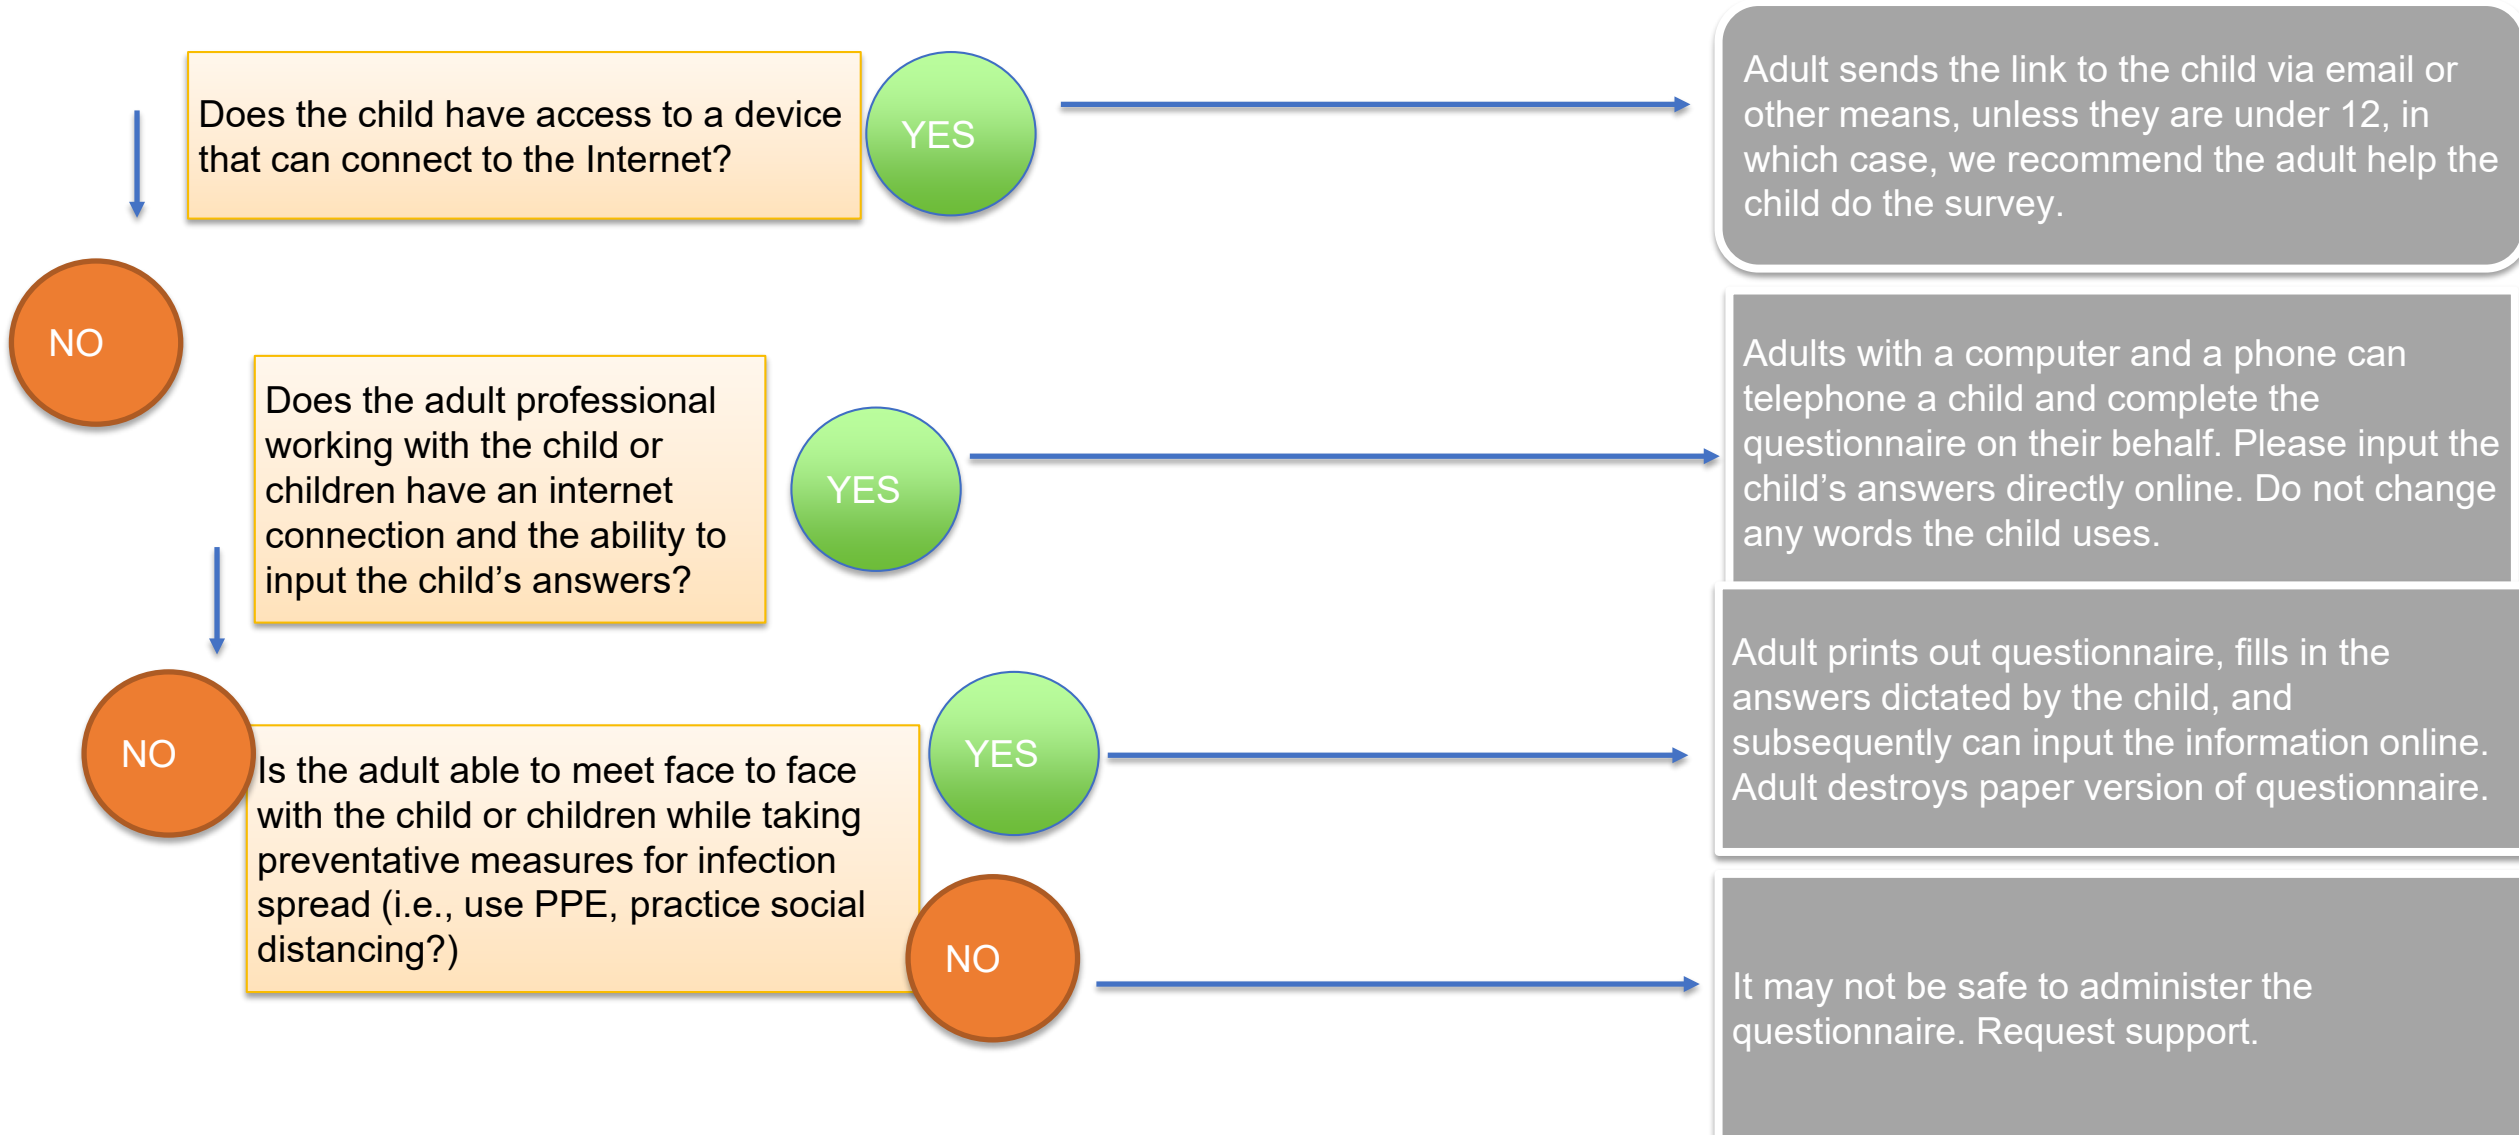 Does the child have access to a device
that can connect to the Internet?
YES
Adult sends the link to the child via email or
other means, unless they are under 12, in
which case, we recommend the adult help the
child do the survey.
NO
Does the adult professional
working with the child or
children have an internet
connection and the ability to
input the child’s answers?
YES
Adults with a computer and a phone can
telephone a child and complete the
questionnaire on their behalf. Please input the
child’s answers directly online. Do not change
any words the child uses.
NO
Is the adult able to meet face to face
with the child or children while taking
preventative measures for infection
spread (i.e., use PPE, practice social
distancing?)
YES
Adult prints out questionnaire, fills in the
answers dictated by the child, and
subsequently can input the information online.
Adult destroys paper version of questionnaire.
NO
It may not be safe to administer the
questionnaire. Request support.